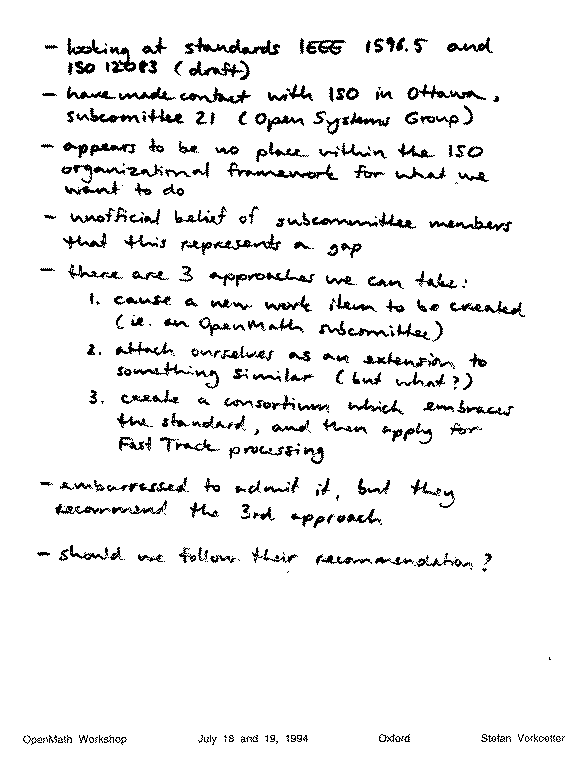 - looking at standards IEEE 1596.5 and
ISO 12083 (draft)
- have made contact with ISO in Ottawa,
subcomittee 21 (Open Systems Group)
- appears to be no place within the ISO
organizational framework for what we
want to do
- unofficial belief of subcommittee members
that this represents a gap
- there are 3 approaches we can take:
1. cause a new work item to be created
(ie. an OpenMath subcomittee)
2. attach ourselves as an extension to
something similar (but what?)
3. create a consortium which embraces
the standard, and then apply for
Fast Track processing
- embarrassed to admit it, but they
recommend the 3rd approach
- should we follow their recommendation?
OpenMath Workshop July 18 and 19, 1994 Oxford Stefan Vorkoetter